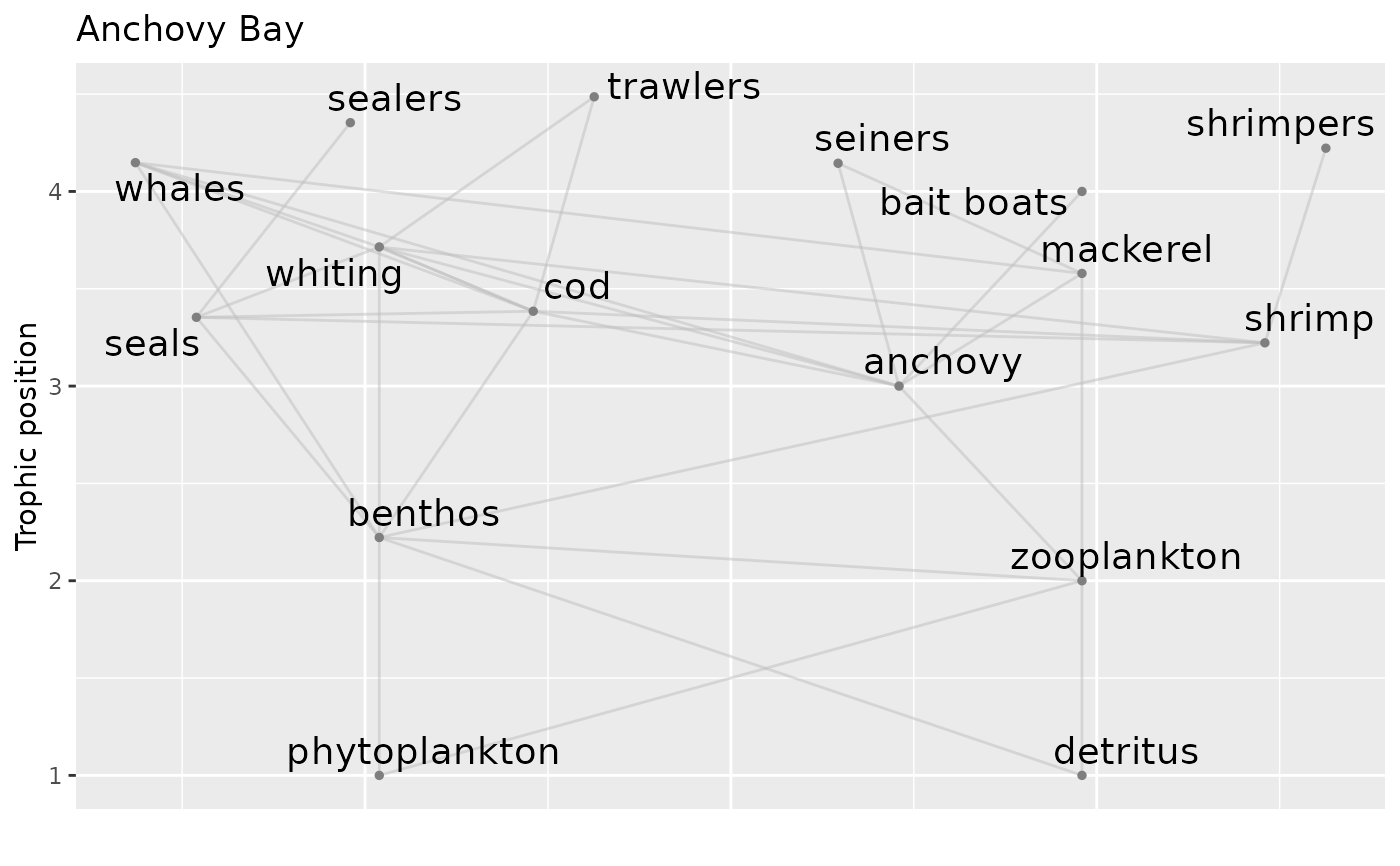 Anchovy Bay
trawlers
sealers
shrimpers
seiners
4
whales
bait boats
mackerel
whiting
cod
shrimp
seals
anchovy
3
Trophic position
benthos
zooplankton
2
phytoplankton
detritus
1